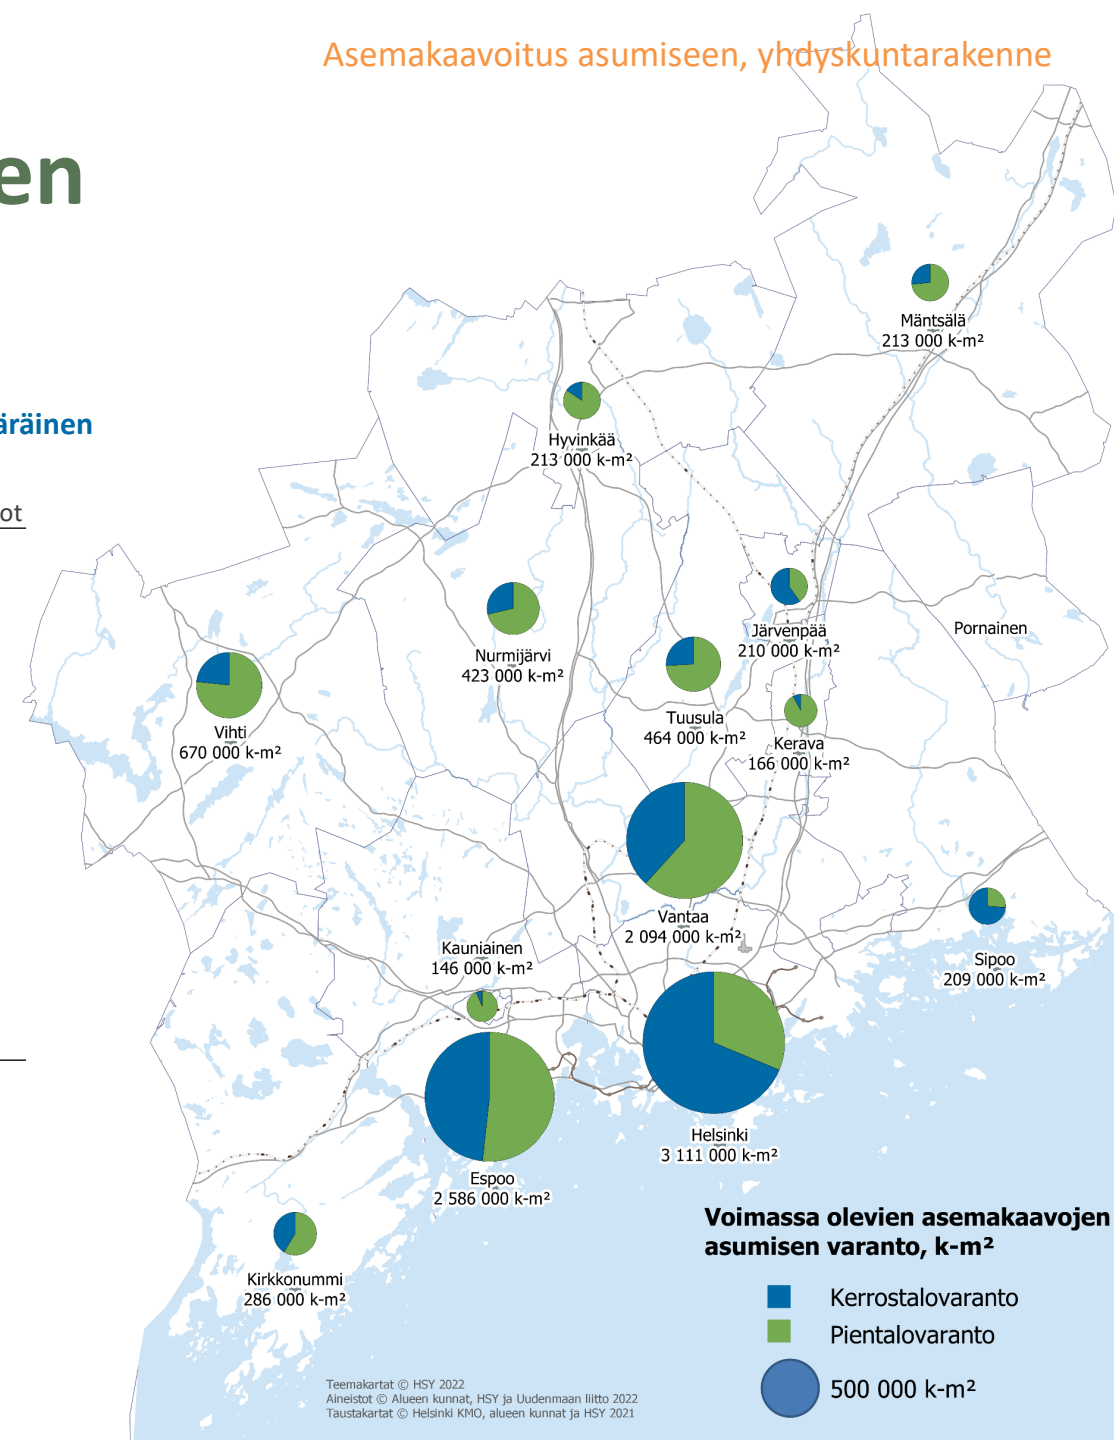 Asemakaavoitus asumiseen, yhdyskuntarakenne
en
äräinen
ot
Mäntsälä
213 000 k-m²
Hyvinkää
213 000 k-m²
Järvenpää
210 000 k-m²
Pornainen
Nurmijärvi
423 000 k-m²
Tuusula
464 000 k-m²
Kerava
166 000 k-m²
Vihti
670 000 k-m²
Vantaa
2 094 000 k-m²
Kauniainen
146 000 k-m²
Sipoo
209 000 k-m²
Helsinki
3 111 000 k-m²
Espoo
2 586 000 k-m²
Kirkkonummi
286 000 k-m²
Voimassa olevien asemakaavojen
asumisen varanto, k-m²
Kerrostalovaranto
Pientalovaranto
500 000 k-m²
Teemakartat © HSY 2022
Aineistot © Alueen kunnat, HSY ja Uudenmaan liitto 2022
Taustakartat © Helsinki KMO, alueen kunnat ja HSY 2021